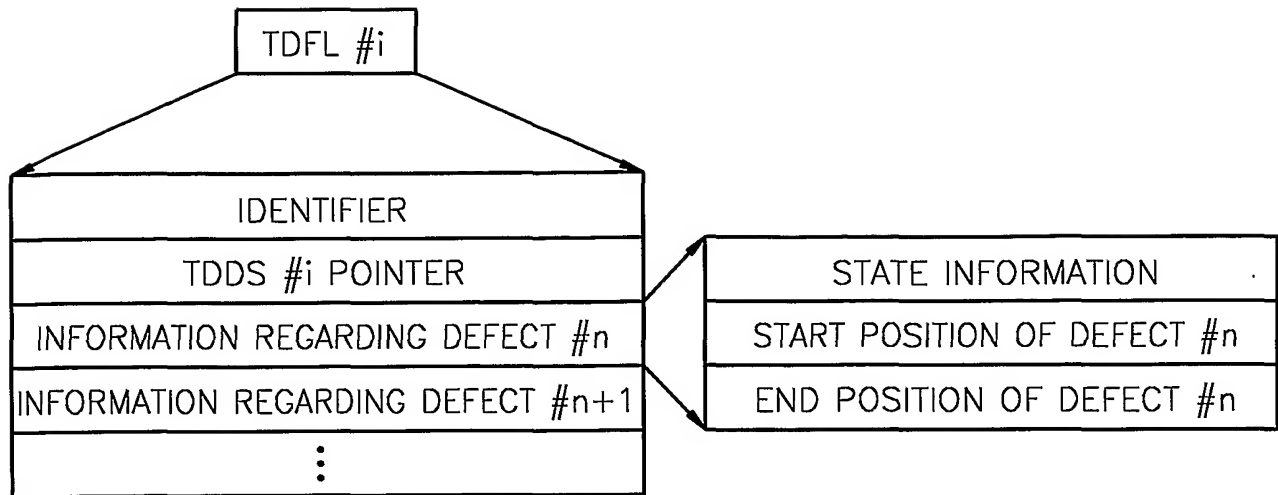 TDFL #i
IDENTIFIER
TDDS #i POINTER
INFORMATION REGARDING DEFECT #n
INFORMATION REGARDING DEFECT #n+1
⋮
STATE INFORMATION
START POSITION OF DEFECT #n
END POSITION OF DEFECT #n